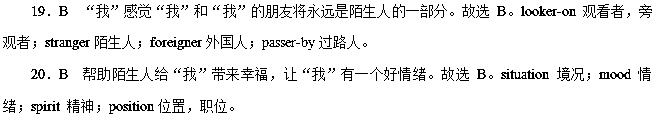 19．B　“我”感觉“我”和“我”的朋友将永远是陌生人的一部分。故选 B。looker-on 观看者，旁
观者；stranger 陌生人；foreigner 外国人；passer-by 过路人。
20．B　帮助陌生人给“我”带来幸福，让“我”有一个好情绪。故选 B。situation 境况；mood 情
绪；spirit 精神；position 位置，职位。